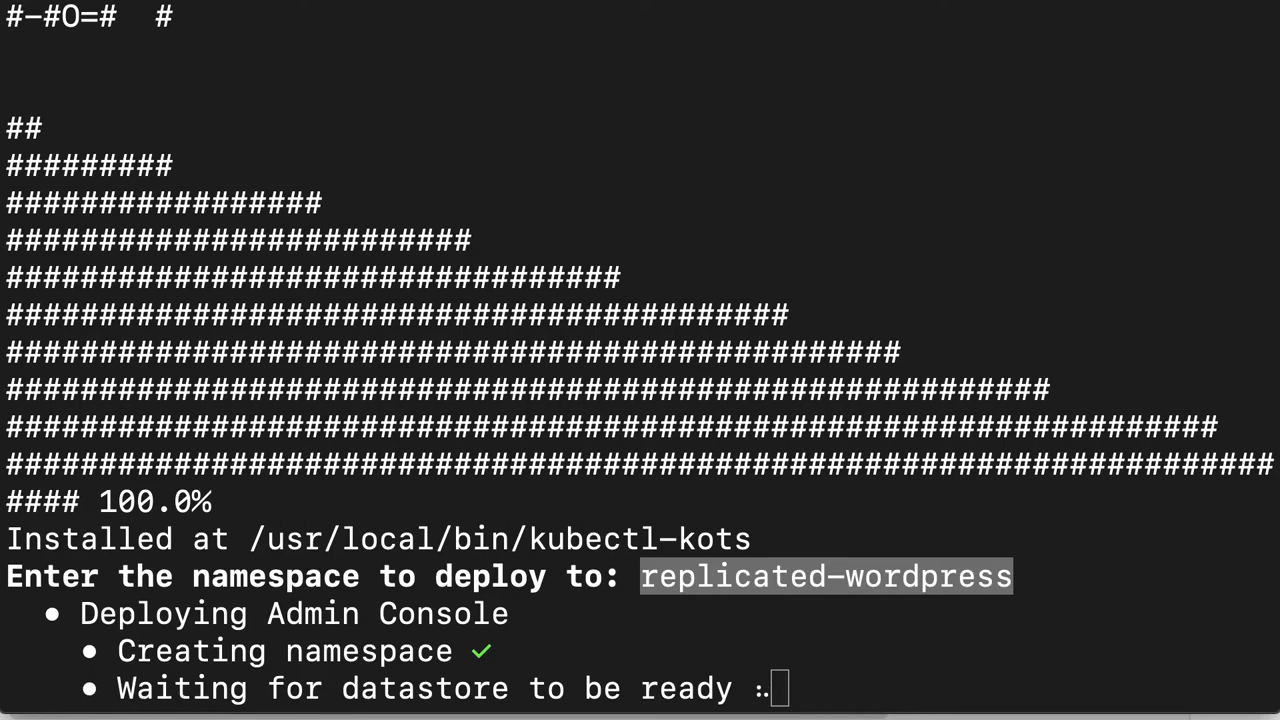 #-#O=#  #
##
#########
#################
#########################
#################################
##########################################
################################################
########################################################
#################################################################
####################################################################
#### 100.0%
Installed at /usr/local/bin/kubectl-kots
Enter the namespace to deploy to: replicated-wordpress
• Deploying Admin Console
• Creating namespace ✓
• Waiting for datastore to be ready :.